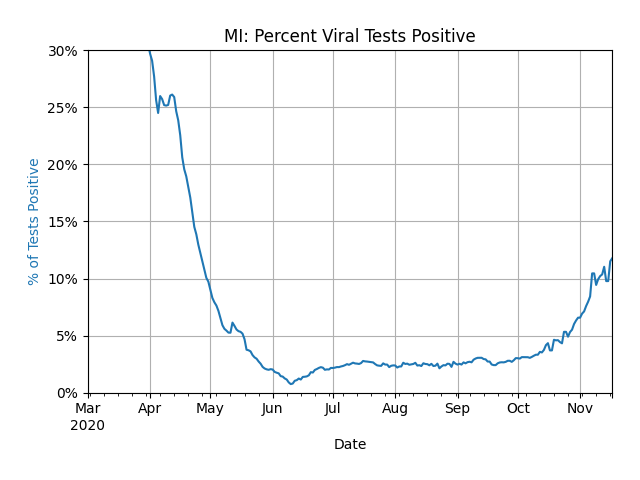 MI: Percent Viral Tests Positive
30%
25%
20%
15%
10%
5%
0%
% of Tests Positive
Mar Apr May Jun Jul Aug Sep Oct Nov
2020
Date